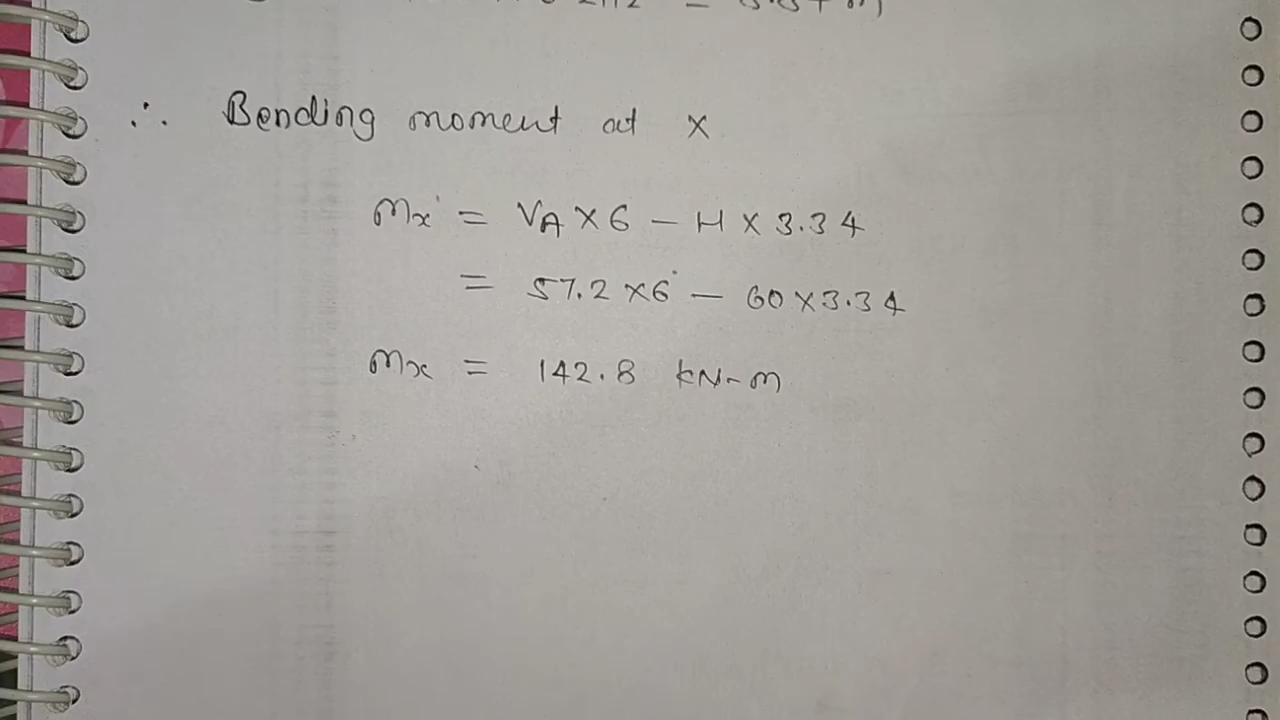 ∴ Bending moment at x
Mx = VA × 6 - H × 3.34
= 57.2 × 6 - 60 × 3.34
Mx = 142.8 kN-m